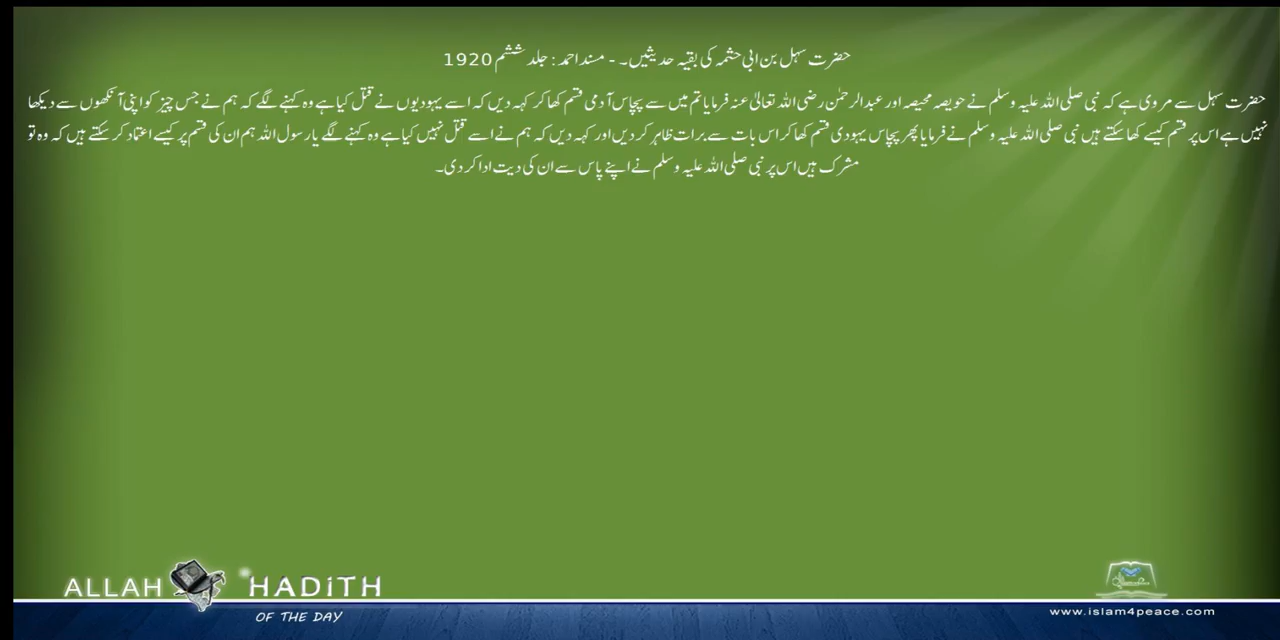 حضرت سہل بن ابی حثمہ کی بقیہ حدیثیں۔ - مسند احمد: جلد ششم 1920
حضرت سہل سے مروی ہے کہ نبی صلی اللہ علیہ وسلم نے حویصہ محیصہ اور عبدالرحمٰن رضی اللہ تعالیٰ عنہ فرمایا تم میں سے پچاس آدمی قسم کھا کر کہہ دیں کہ اسے یہودیوں نے قتل کیا ہے وہ کہنے لگے کہ ہم نے جس چیز کو اپنی آنکھوں سے دیکھا
نہیں ہے اس پر قسم کیسے کھا سکتے ہیں نبی صلی اللہ علیہ وسلم نے فرمایا پھر پچاس یہودی قسم کھا کر اس بات سے برات ظاہر کر دیں اور کہہ دیں کہ ہم نے اسے قتل نہیں کیا ہے وہ کہنے لگے یا رسول اللہ ہم ان کی قسم پر کیسے اعتماد کر سکتے ہیں کہ وہ تو
مشرک ہیں اس پر نبی صلی اللہ علیہ وسلم نے اپنے پاس سے ان کی دیت ادا کر دی۔
ALLAH HADITH
OF THE DAY
www.islam4peace.com